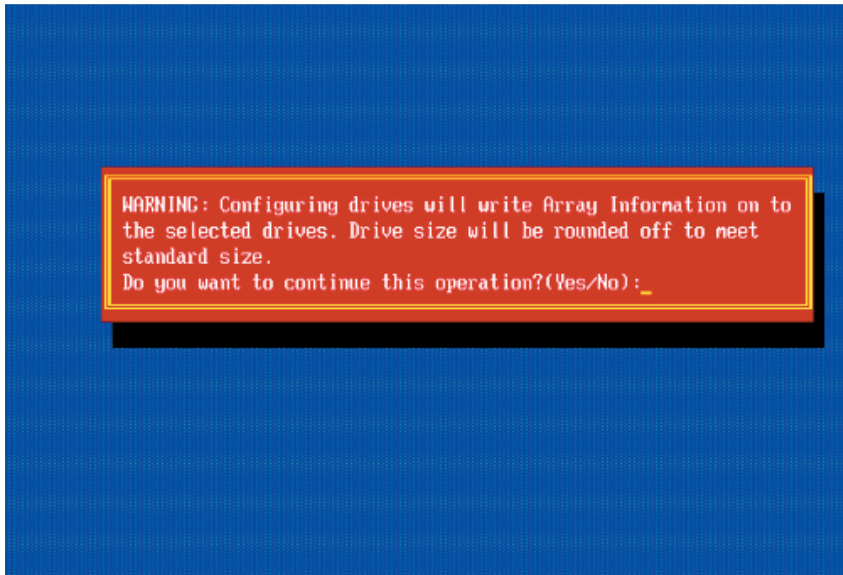 WARNING: Configuring drives will write Array Information on to
the selected drives. Drive size will be rounded off to meet
standard size.
Do you want to continue this operation?(Yes/No):_